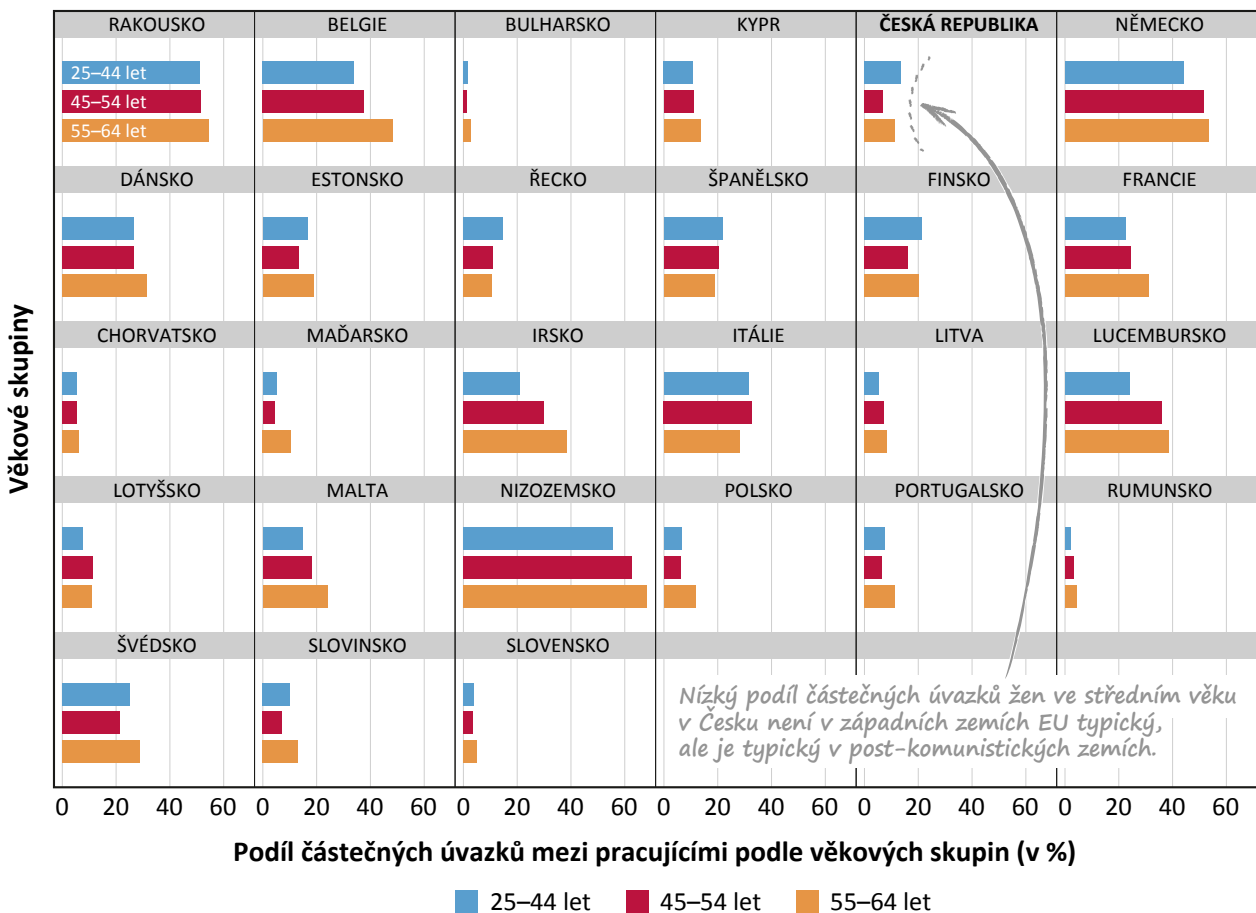 RAKOUSKO BELGIE BULHARSKO KYPR ČESKÁ REPUBLIKA NĚMECKO
25–44 let
45–54 let
55–64 let
DÁNSKO ESTONSKO ŘECKO ŠPANĚLSKO FINSKO FRANCIE
Věkové skupiny
CHORVATSKO MAĎARSKO IRSKO ITÁLIE LITVA LUCEMBURSKO
LOTYŠSKO MALTA NIZOZEMSKO POLSKO PORTUGALSKO RUMUNSKO
ŠVÉDSKO SLOVINSKO SLOVENSKO
Nízký podíl částečných úvazků žen ve středním věku
v Česku není v západních zemích EU typický,
ale je typický v post-komunistických zemích.
0 20 40 60 0 20 40 60 0 20 40 60 0 20 40 60 0 20 40 60 0 20 40 60
Podíl částečných úvazků mezi pracujícími podle věkových skupin (v %)
25–44 let 45–54 let 55–64 let